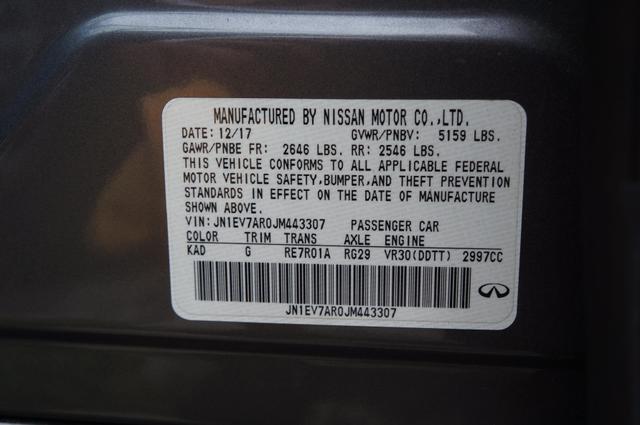 MANUFACTURED BY NISSAN MOTOR CO.,LTD.
DATE: 12/17 GVWR/PNBV: 5159 LBS.
GAWR/PNBE FR: 2646 LBS. RR: 2546 LBS.
THIS VEHICLE CONFORMS TO ALL APPLICABLE FEDERAL
MOTOR VEHICLE SAFETY,BUMPER,AND THEFT PREVENTION
STANDARDS IN EFFECT ON THE DATE OF MANUFACTURE
SHOWN ABOVE.
VIN: JN1EV7AR0JM443307 PASSENGER CAR
COLOR TRIM TRANS AXLE ENGINE
KAD G RE7R01A RG29 VR30(DDTT) 2997CC
JN1EV7AR0JM443307